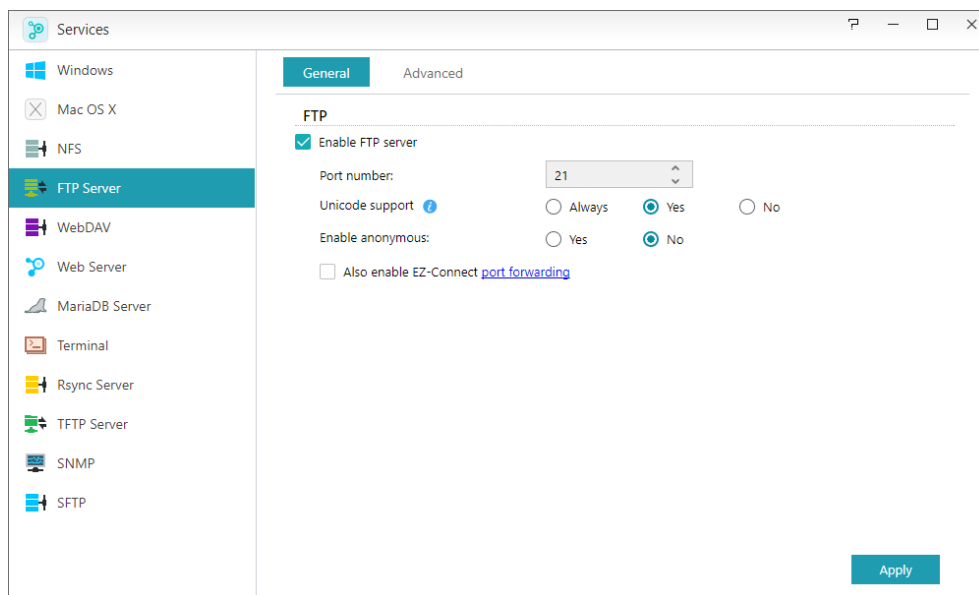 Services
Windows
Mac OS X
NFS
FTP Server
WebDAV
Web Server
MariaDB Server
Terminal
Rsync Server
TFTP Server
SNMP
SFTP
General Advanced
FTP
Enable FTP server
Port number: 21
Unicode support Always Yes No
Enable anonymous: Yes No
Also enable EZ-Connect port forwarding
Apply